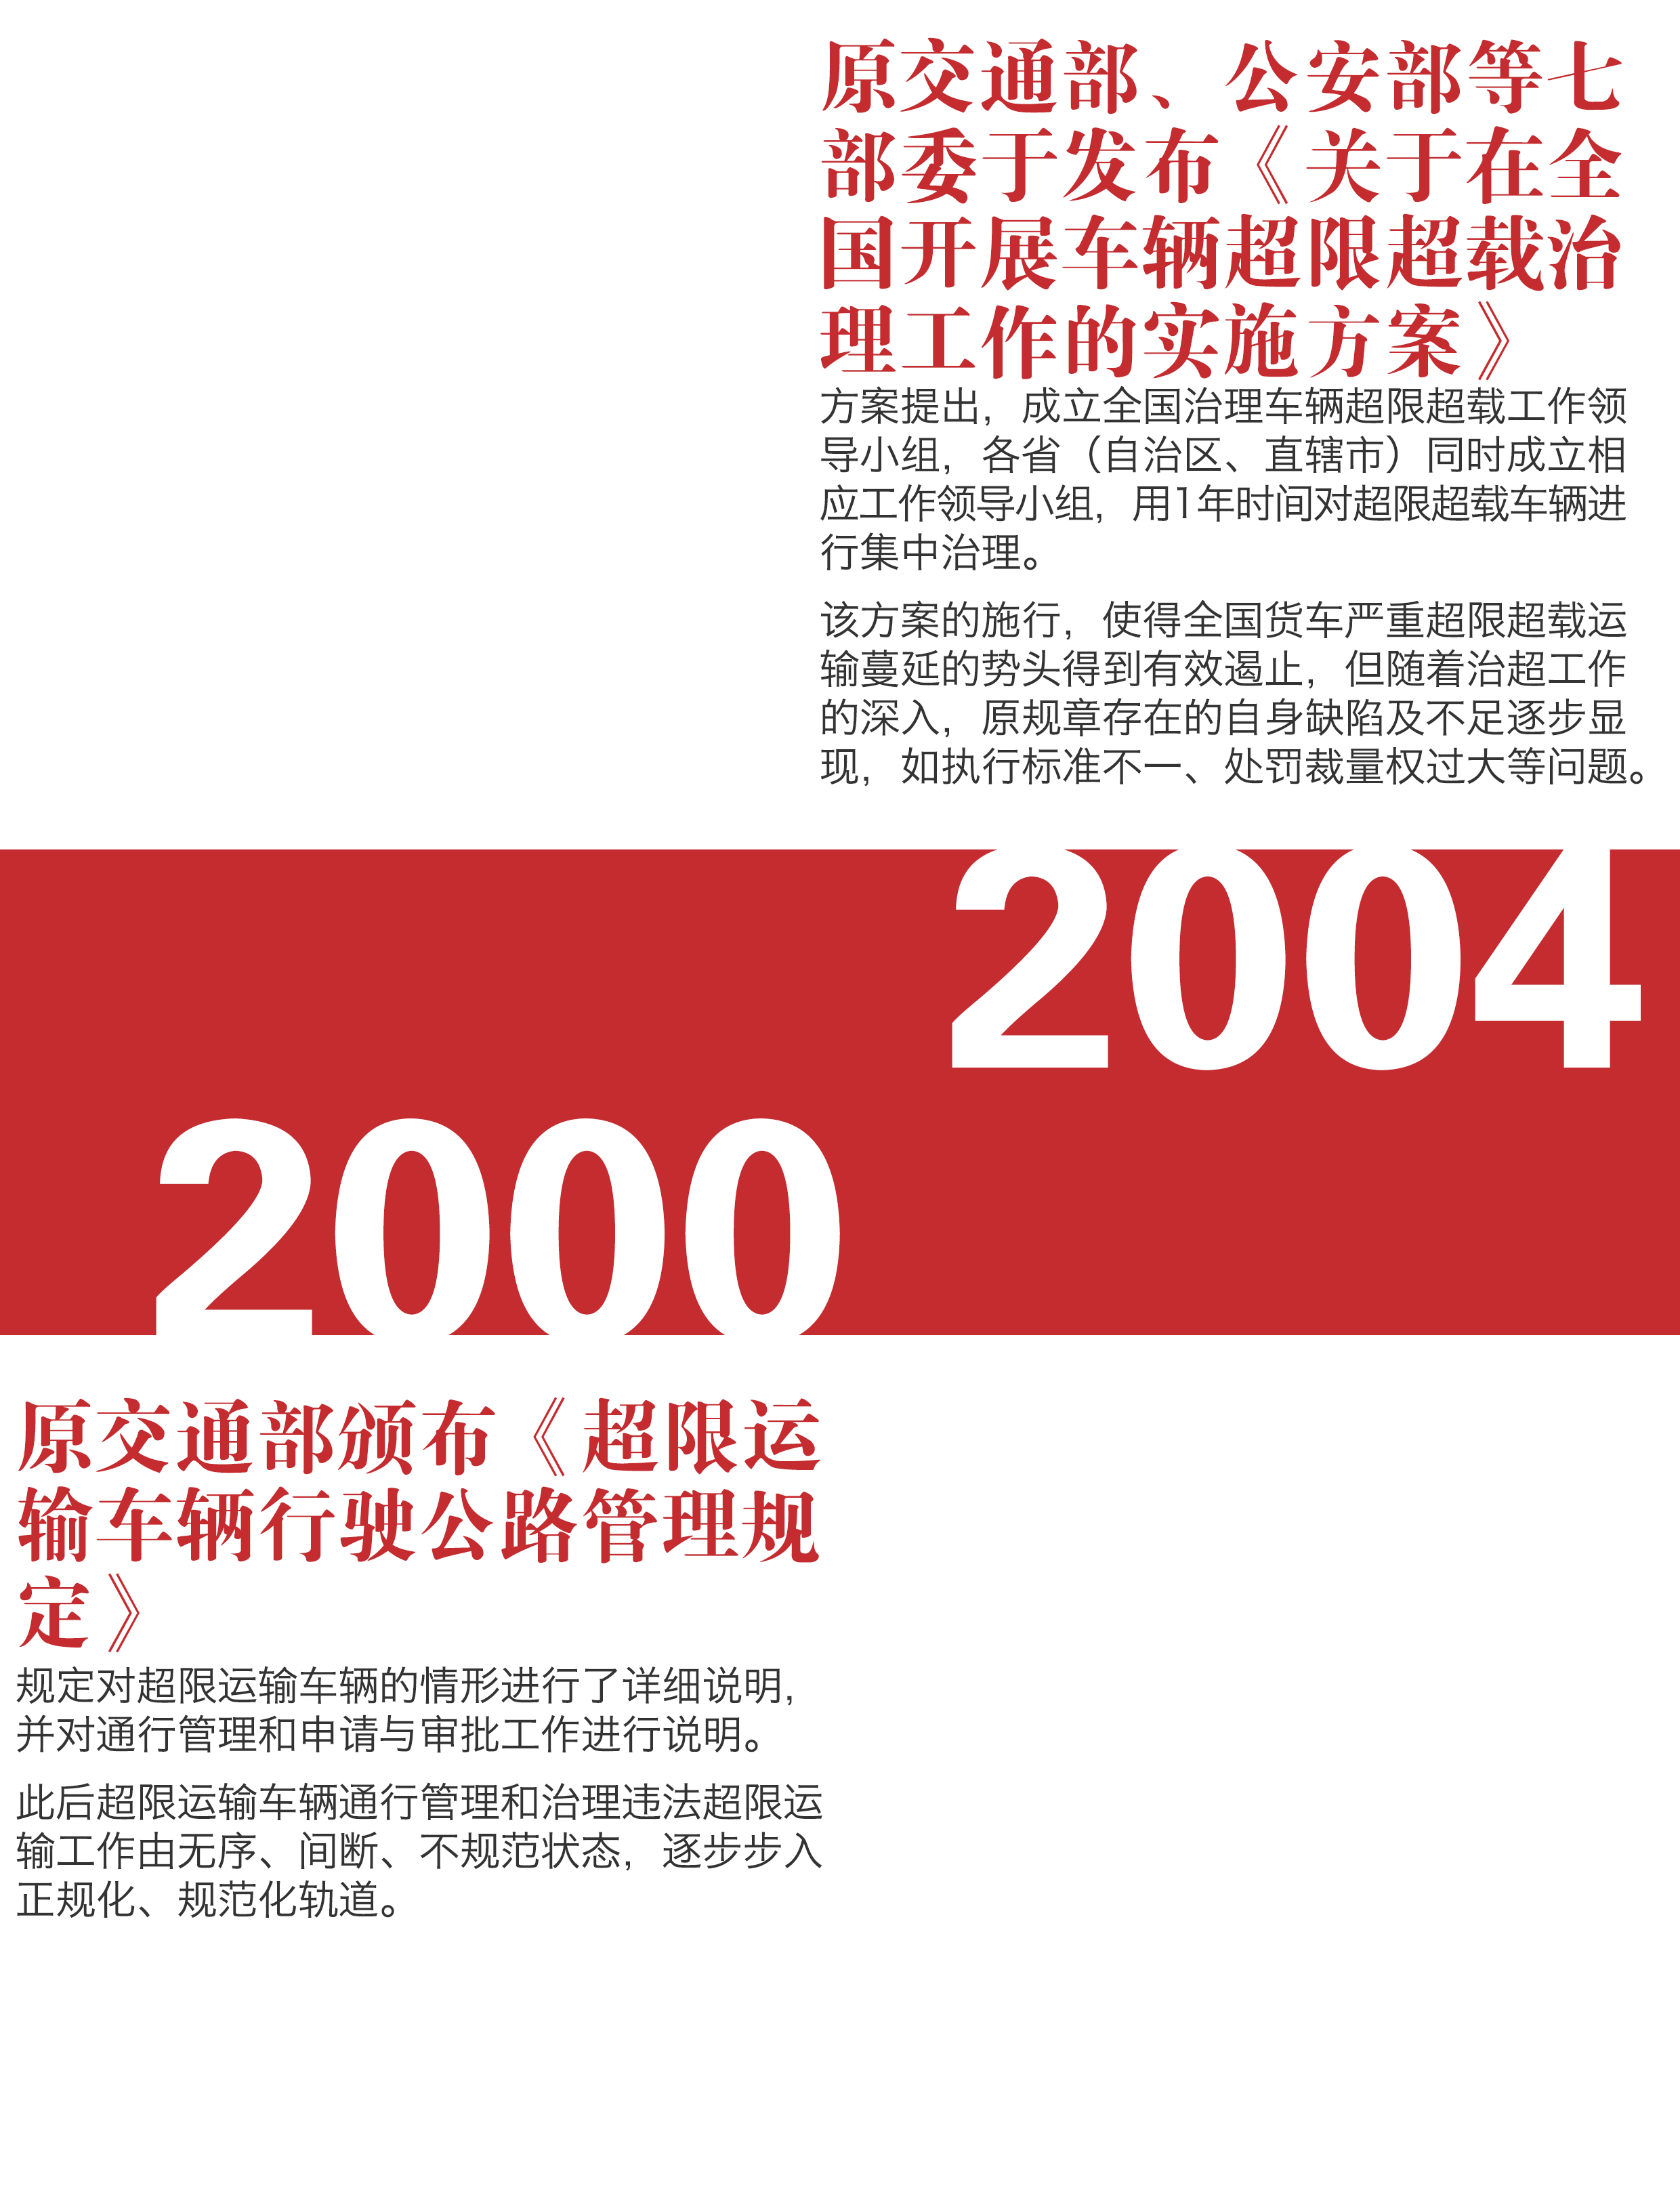 原交通部、公安部等七
部委于发布《关于在全
国开展车辆超限超载治
理工作的实施方案》
方案提出，成立全国治理车辆超限超载工作领
导小组，各省（自治区、直辖市）同时成立相
应工作领导小组，用1年时间对超限超载车辆进
行集中治理。
该方案的施行，使得全国货车严重超限超载运
输蔓延的势头得到有效遏止，但随着治超工作
的深入，原规章存在的自身缺陷及不足逐步显
现，如执行标准不一、处罚裁量权过大等问题。
2004
2000
原交通部颁布《超限运
输车辆行驶公路管理规
定》
规定对超限运输车辆的情形进行了详细说明，
并对通行管理和申请与审批工作进行说明。
此后超限运输车辆通行管理和治理违法超限运
输工作由无序、间断、不规范状态，逐步步入
正规化、规范化轨道。